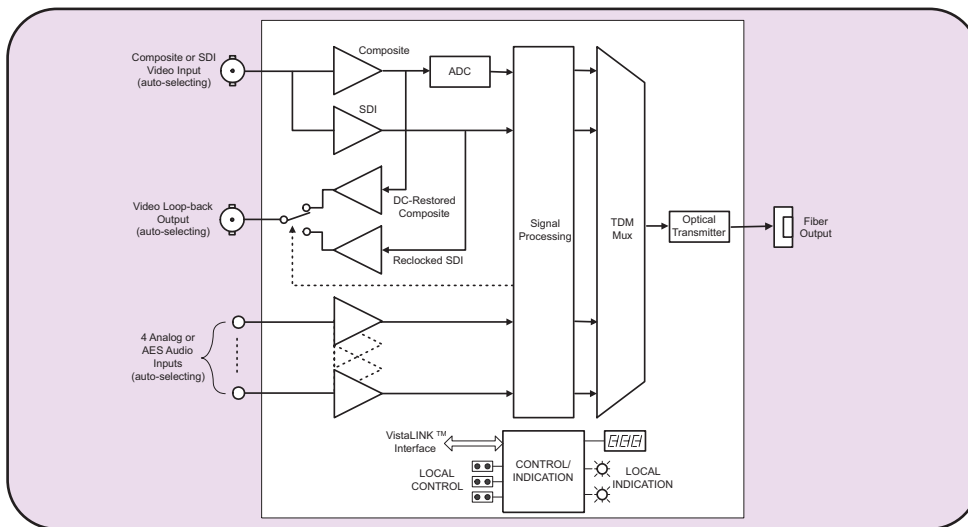 Composite or SDI
Video Input
(auto-selecting)
Composite
ADC
SDI
Video Loop-back
Output
(auto-selecting)
DC-Restored
Composite
Reclocked SDI
Signal
Processing
TDM
Mux
Optical
Transmitter
Fiber
Output
4 Analog or
AES Audio
Inputs
(auto-selecting)
VistaLINK TM
Interface
LOCAL
CONTROL
CONTROL/
INDICATION
LOCAL
INDICATION